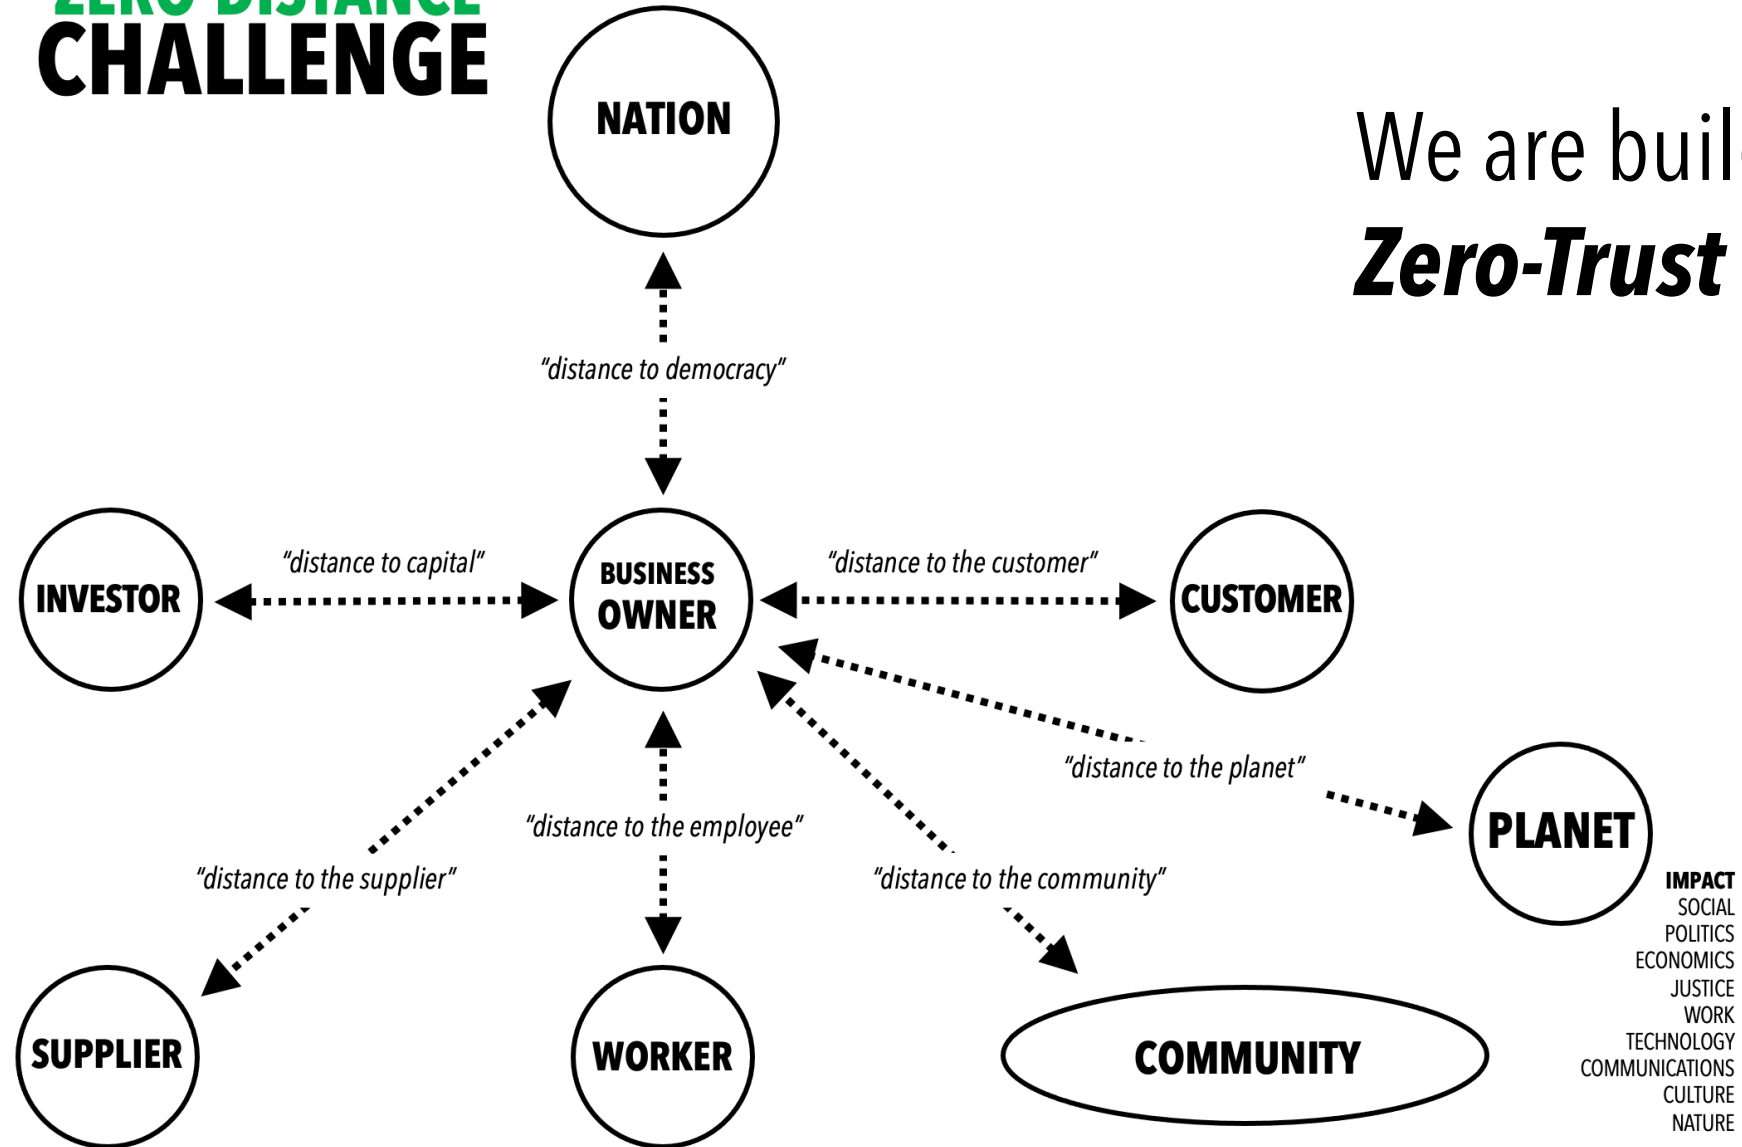 ZERO DISTANCE
CHALLENGE
NATION
We are buil
Zero-Trust
"distance to democracy"
INVESTOR
"distance to capital"
BUSINESS
OWNER
"distance to the customer"
CUSTOMER
"distance to the planet"
PLANET
"distance to the employee"
"distance to the supplier"
"distance to the community"
SUPPLIER
WORKER
COMMUNITY
IMPACT
SOCIAL
POLITICS
ECONOMICS
JUSTICE
WORK
TECHNOLOGY
COMMUNICATIONS
CULTURE
NATURE